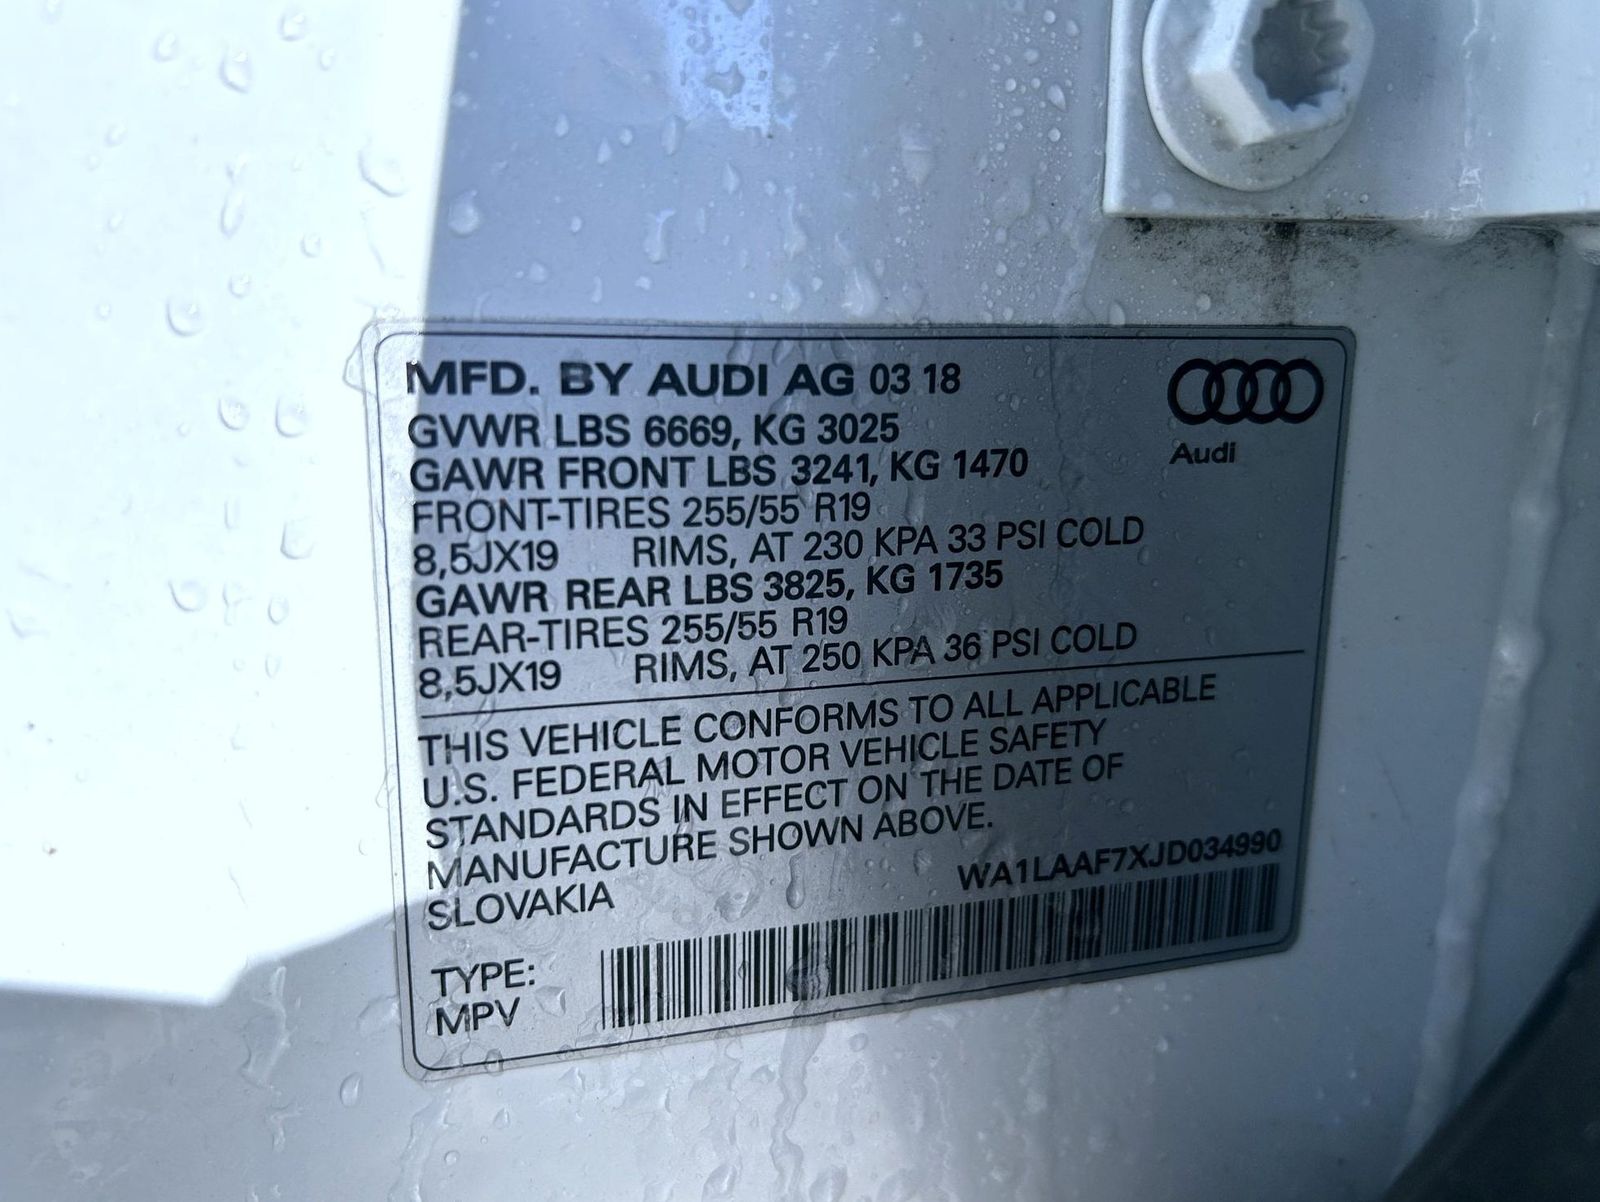 MFD. BY AUDI AG 03 18
Audi
GVWR LBS 6669, KG 3025
GAWR FRONT LBS 3241, KG 1470
FRONT-TIRES 255/55 R19
8,5JX19 RIMS, AT 230 KPA 33 PSI COLD
GAWR REAR LBS 3825, KG 1735
REAR-TIRES 255/55 R19
8,5JX19 RIMS, AT 250 KPA 36 PSI COLD
THIS VEHICLE CONFORMS TO ALL APPLICABLE
U.S. FEDERAL MOTOR VEHICLE SAFETY
STANDARDS IN EFFECT ON THE DATE OF
MANUFACTURE SHOWN ABOVE.
SLOVAKIA WA1LAAF7XJD034990
TYPE:
MPV